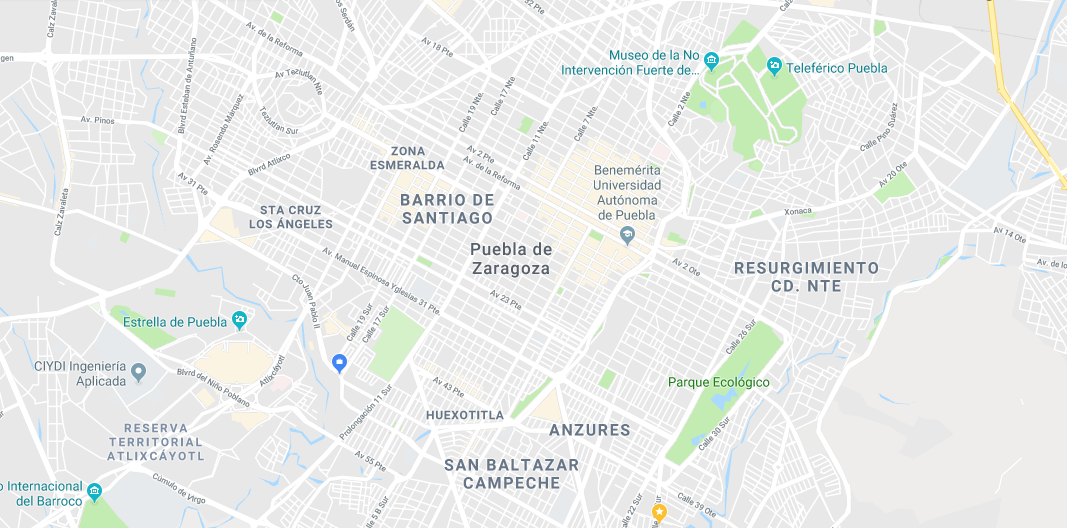 Calz Zavaleta
Serdán
32 Pte
Av. de la Reforma
Av 18 Pte
Museo de la No
Intervención Fuerte de...
Teleférico Puebla
gen
Blvrd Esteban de Antuñano
Av Teziutlan Nte
Calle 19 Nte.
Calle 17 Nte.
Calle 2 Nte
Av. Pinos
Av. Rosendo Márquez
Teziutlan Sur
Calle 11 Nte.
Calle 7 Nte.
Calle Pino Suárez
Blvrd Atlixco
ZONA
ESMERALDA
Av 2 Pte
Av. de la Reforma
Benemérita
Universidad
Autónoma
de Puebla
Av 20 Ote
Av 31 Pte
Calz Zavaleta
STA CRUZ
LOS ÁNGELES
BARRIO DE
SANTIAGO
Xonaca
Av 14 Ote
Puebla de
Zaragoza
Av 2 Ote
RESURGIMIENTO
CD. NTE
Av. de lo
Av. Manuel Espinosa Yglesias 31 Pte.
Cto Juan Pablo II
Av 23 Pte
Estrella de Puebla
Calle 19 Sur
Calle 17 Sur
Calle 26 Sur
CIYDI Ingeniería
Aplicada
Blvrd del Niño Poblano
Atlixcáyotl
Av 43 Pte
Parque Ecológico
Prolongación 11 Sur
HUEXOTITLA
ANZURES
Calle 30 Sur
RESERVA
TERRITORIAL
ATLIXCÁYOTL
Av 55 Pte
SAN BALTAZAR
CAMPECHE
Cúmulo de Virgo
o Internacional
del Barroco
5 B Sur
Calle 22 Sur
Calle 39 Ote